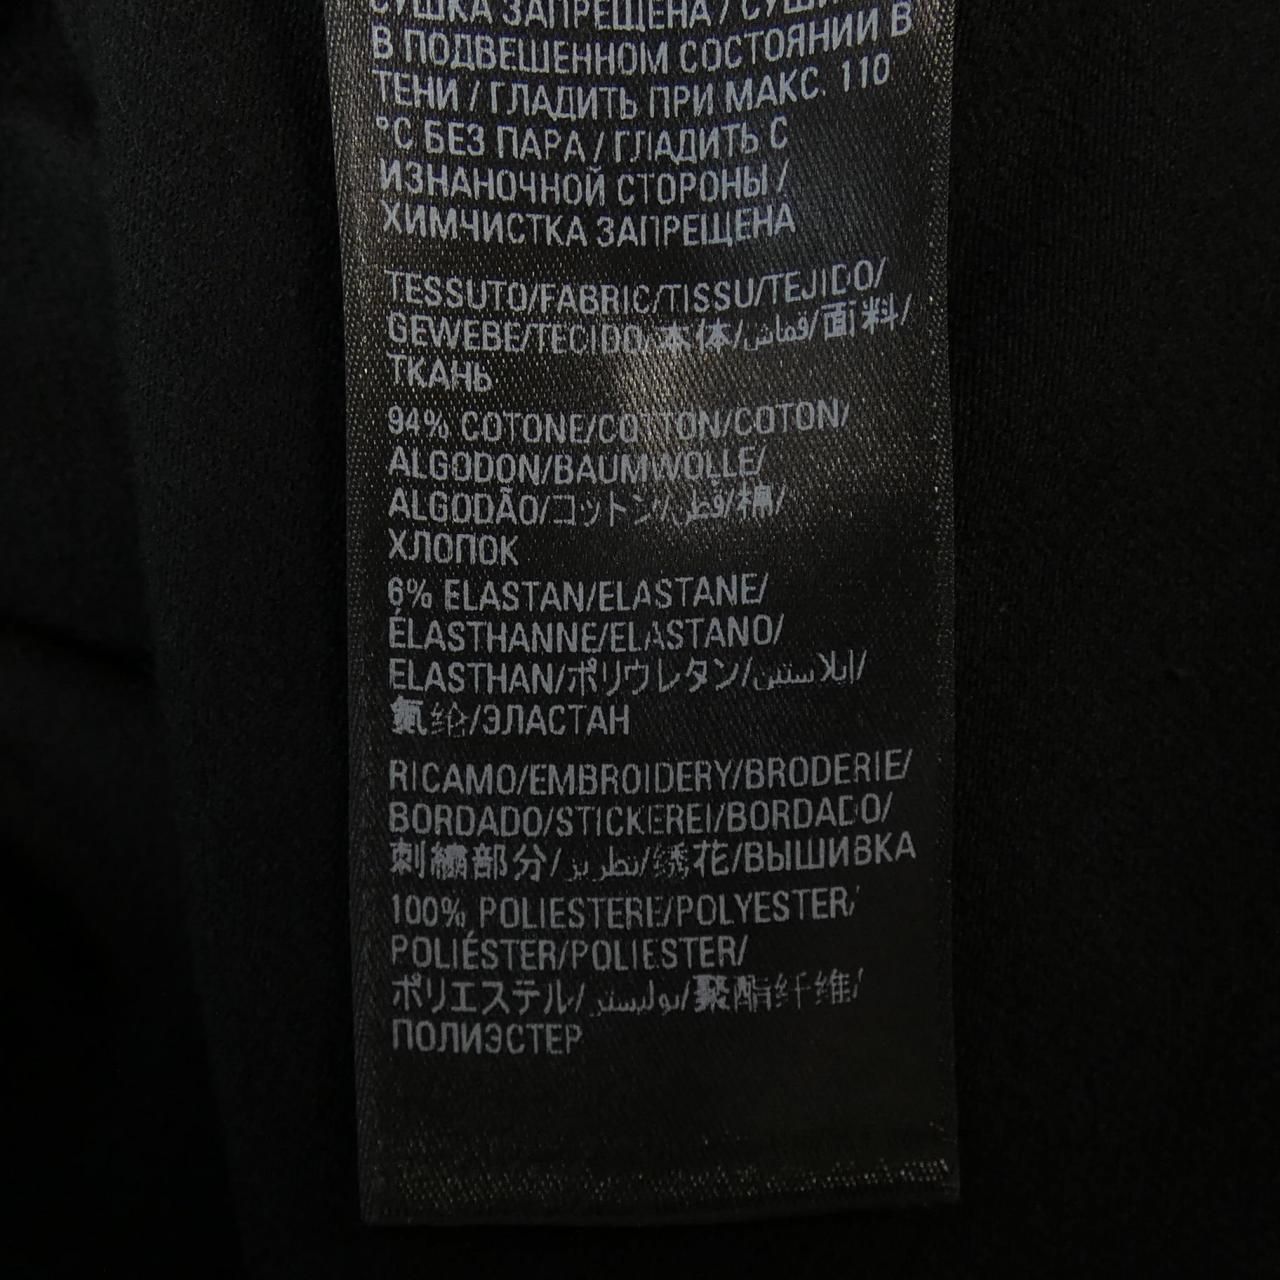 СУШКА ЗАПРЕЩЕНА / СУШИ
В ПОДВЕШЕННОМ СОСТОЯНИИ В
ТЕНИ / ГЛАДИТЬ ПРИ МАКС. 110
°C БЕЗ ПАРА / ГЛАДИТЬ С
ИЗНАНОЧНОЙ СТОРОНЫ /
ХИМЧИСТКА ЗАПРЕЩЕНА
TESSUTO/FABRIC/TISSU/TEJIDO/
GEWEBE/TECIDO/本体/قماش/面料/
ТКАНЬ
94% COTONE/COTTON/COTON/
ALGODON/BAUMWOLLE/
ALGODÃO/コットン/قطن/棉/
ХЛОПОК
6% ELASTAN/ELASTANE/
ÉLASTHANNE/ELASTANO/
ELASTHAN/ポリウレタン/إيلاستين/
氨纶/ЭЛАСТАН
RICAMO/EMBROIDERY/BRODERIE/
BORDADO/STICKEREI/BORDADO/
刺繍部分/تطريز/绣花/ВЫШИВКА
100% POLIESTERE/POLYESTER/
POLIÉSTER/POLIESTER/
ポリエステル/بوليستر/聚酯纤维/
ПОЛИЭСТЕР